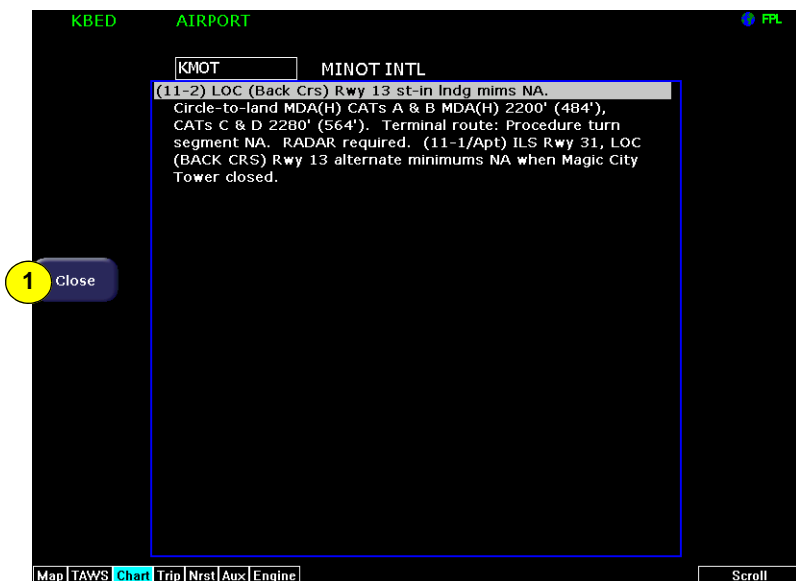 KBED AIRPORT FPL
KMOT MINOT INTL
(11-2) LOC (Back Crs) Rwy 13 st-in lndg mims NA.
Circle-to-land MDA(H) CATs A & B MDA(H) 2200' (484'),
CATs C & D 2280' (564').  Terminal route: Procedure turn
segment NA.  RADAR required.  (11-1/Apt) ILS Rwy 31, LOC
(BACK CRS) Rwy 13 alternate minimums NA when Magic City
Tower closed.
1 Close
Map TAWS Chart Trip Nrst Aux Engine Scroll